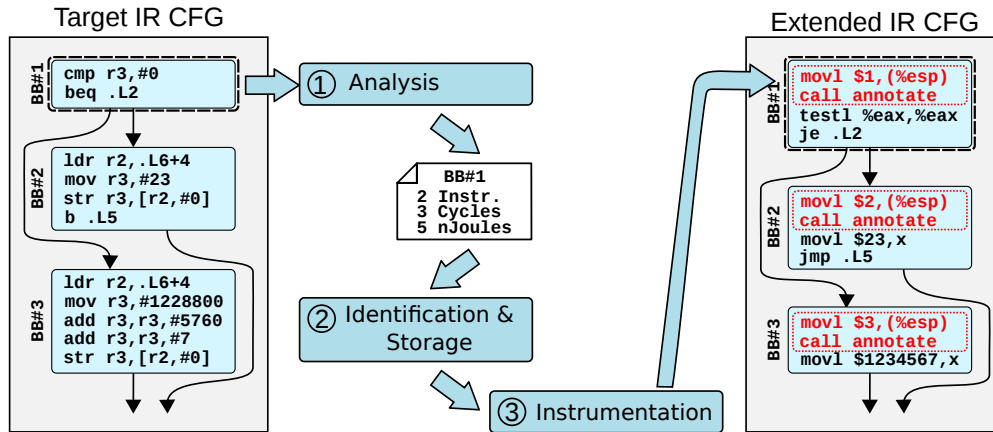 Target IR CFG
BB#1
cmp r3,#0
beq .L2
BB#2
ldr r2,.L6+4
mov r3,#23
str r3,[r2,#0]
b .L5
BB#3
ldr r2,.L6+4
mov r3,#1228800
add r3,r3,#5760
add r3,r3,#7
str r3,[r2,#0]
① Analysis
BB#1
2 Instr.
3 Cycles
5 nJoules
② Identification &
Storage
③ Instrumentation
Extended IR CFG
BB#1
movl $1,(%esp)
call annotate
testl %eax,%eax
je .L2
BB#2
movl $2,(%esp)
call annotate
movl $23,x
jmp .L5
BB#3
movl $3,(%esp)
call annotate
movl $1234567,x